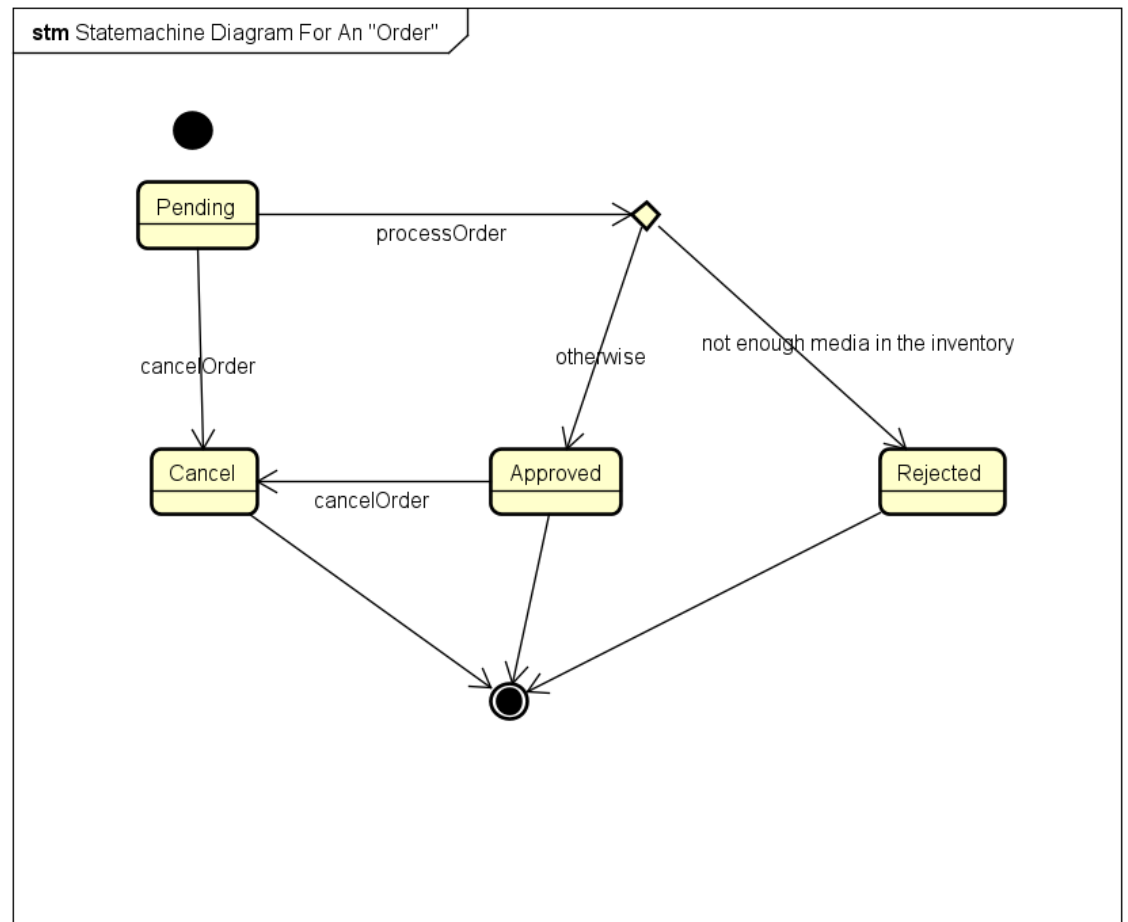 stm Statemachine Diagram For An "Order"
Pending
processOrder
cancelOrder
otherwise
not enough media in the inventory
Cancel
cancelOrder
Approved
Rejected